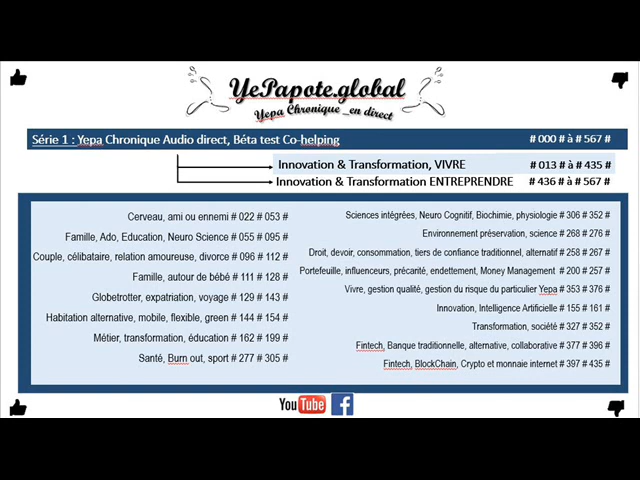 YePapote.global
Yepa Chronique _en direct
Série 1 : Yepa Chronique Audio direct, Béta test Co-helping # 000 # à # 567 #
Innovation & Transformation, VIVRE # 013 # à # 435 #
Innovation & Transformation ENTREPRENDRE # 436 # à # 567 #
Cerveau, ami ou ennemi # 022 # 053 #
Famille, Ado, Education, Neuro Science # 055 # 095 #
Couple, célibataire, relation amoureuse, divorce # 096 # 112 #
Famille, autour de bébé # 111 # 128 #
Globetrotter, expatriation, voyage # 129 # 143 #
Habitation alternative, mobile, flexible, green # 144 # 154 #
Métier, transformation, éducation # 162 # 199 #
Santé, Burn out, sport # 277 # 305 #
Sciences intégrées, Neuro Cognitif, Biochimie, physiologie # 306 # 352 #
Environnement préservation, science # 268 # 276 #
Droit, devoir, consommation, tiers de confiance traditionnel, alternatif # 258 # 267 #
Portefeuille, influenceurs, précarité, endettement, Money Management # 200 # 257 #
Vivre, gestion qualité, gestion du risque du particulier Yepa # 353 # 376 #
Innovation, Intelligence Artificielle # 155 # 161 #
Transformation, société # 327 # 352 #
Fintech, Banque traditionnelle, alternative, collaborative # 377 # 396 #
Fintech, BlockChain, Crypto et monnaie internet # 397 # 435 #
YouTube f